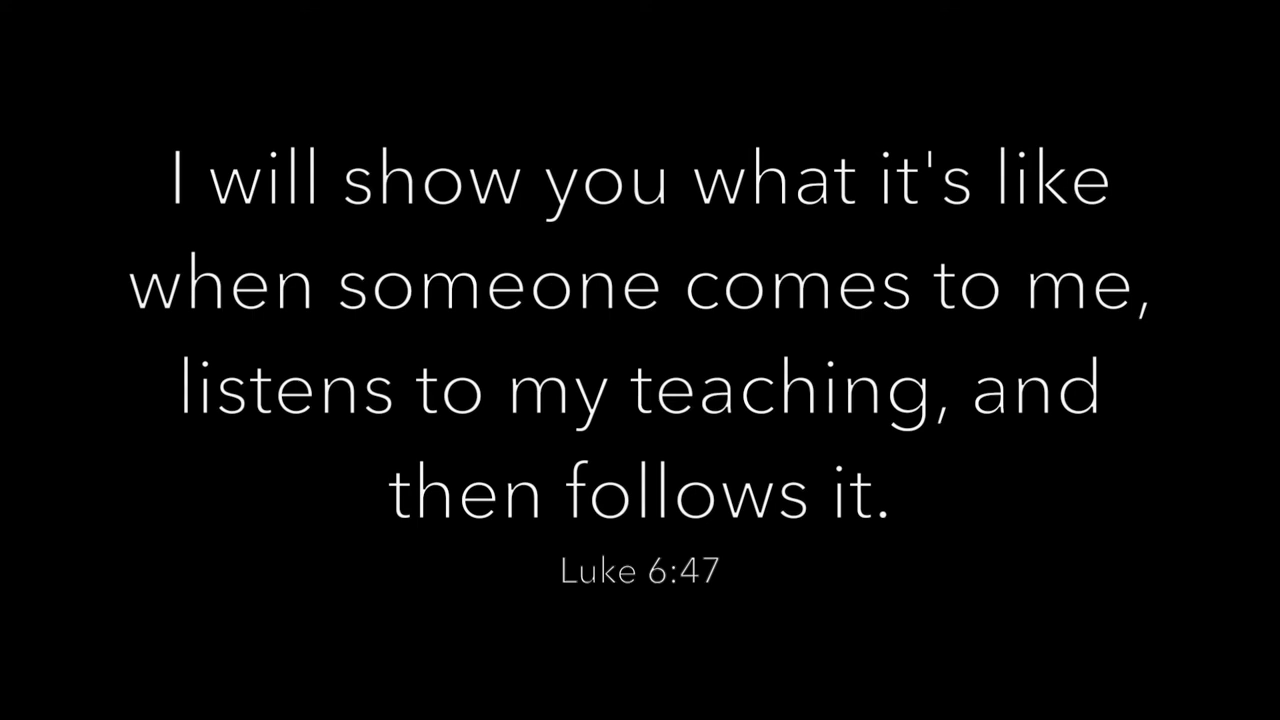 I will show you what it's like
when someone comes to me,
listens to my teaching, and
then follows it.
Luke 6:47